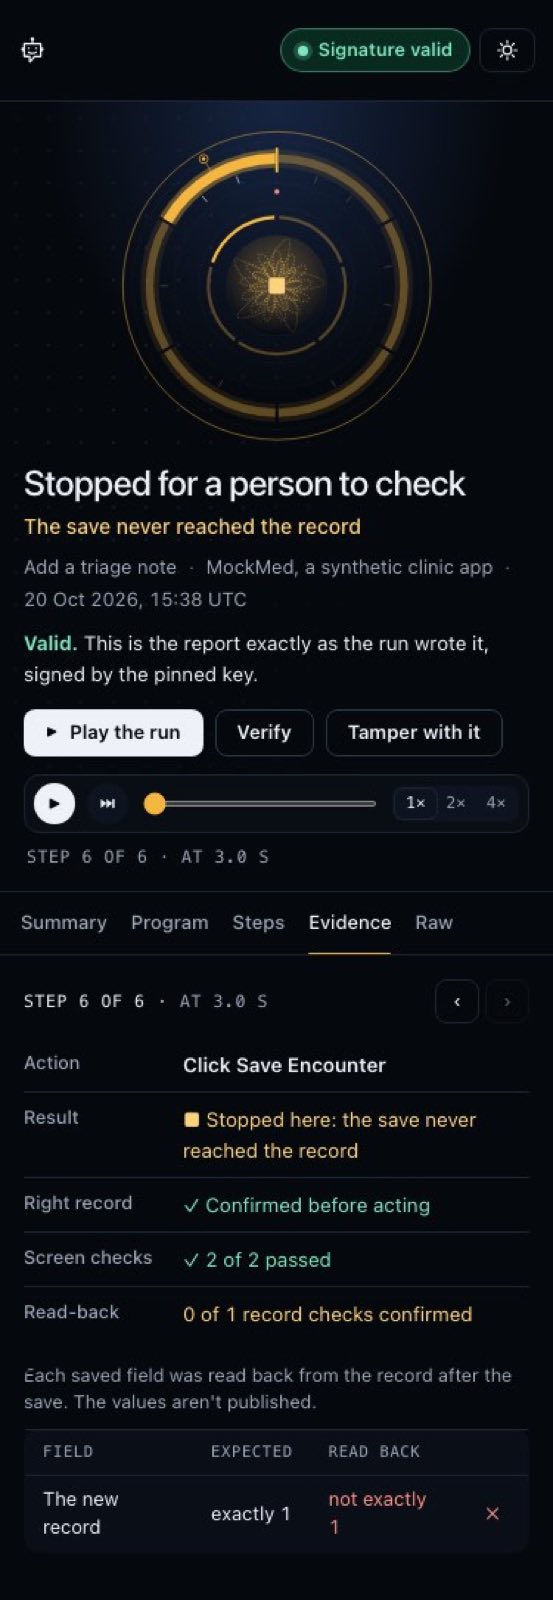 Signature valid
Stopped for a person to check
The save never reached the record
Add a triage note · MockMed, a synthetic clinic app ·
20 Oct 2026, 15:38 UTC
Valid. This is the report exactly as the run wrote it,
signed by the pinned key.
Play the run
Verify
Tamper with it
1×
2×
4×
STEP 6 OF 6 · AT 3.0 S
Summary
Program
Steps
Evidence
Raw
STEP 6 OF 6 · AT 3.0 S
Action
Click Save Encounter
Result
Stopped here: the save never
reached the record
Right record
✓ Confirmed before acting
Screen checks
✓ 2 of 2 passed
Read-back
0 of 1 record checks confirmed
Each saved field was read back from the record after the
save. The values aren't published.
FIELD
EXPECTED
READ BACK
The new
record
exactly 1
not exactly
1
×